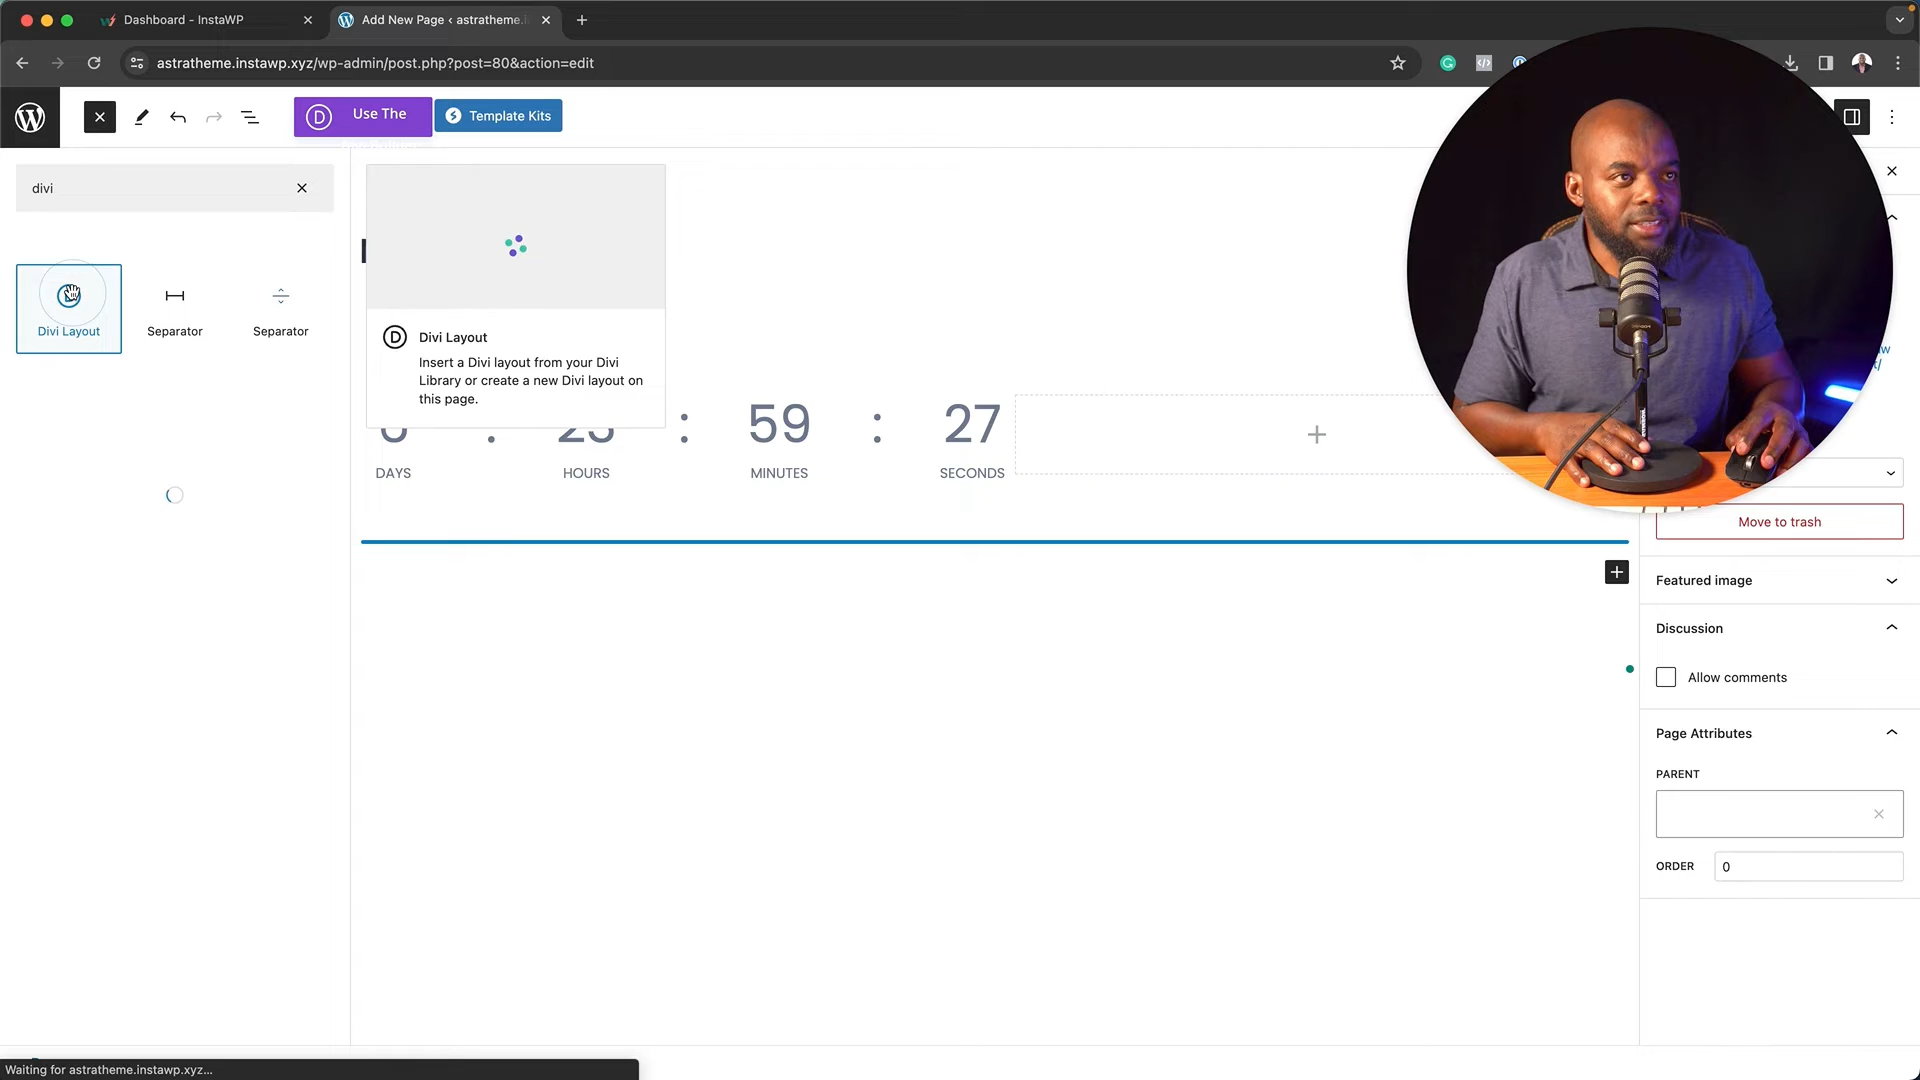 Dashboard - InstaWP
Add New Page ‹ astratheme.i
astratheme.instawp.xyz/wp-admin/post.php?post=80&action=edit
Use The
Template Kits
divi
Divi Layout
Separator
Separator
Divi Layout
Insert a Divi layout from your Divi
Library or create a new Divi layout on
this page.
: 59 : 27
DAYS HOURS MINUTES SECONDS
Move to trash
Featured image
Discussion
Allow comments
Page Attributes
PARENT
ORDER 0
Waiting for astratheme.instawp.xyz...